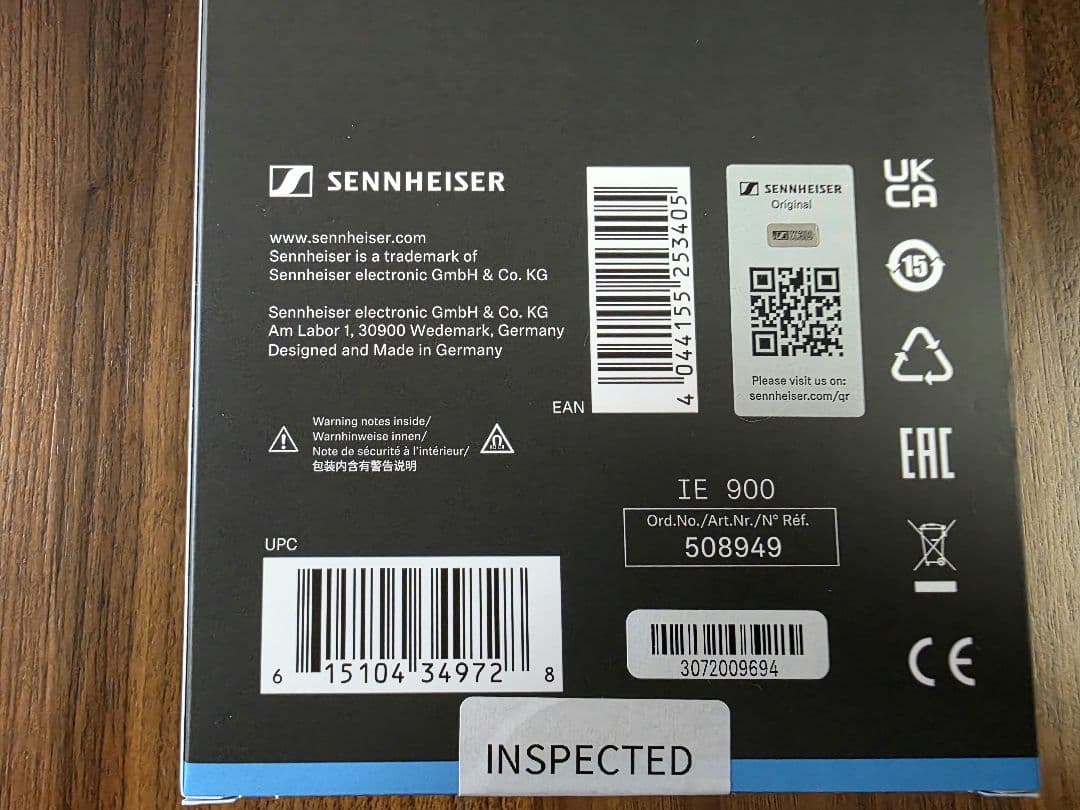 SENNHEISER
www.sennheiser.com
Sennheiser is a trademark of
Sennheiser electronic GmbH & Co. KG
Sennheiser electronic GmbH & Co. KG
Am Labor 1, 30900 Wedemark, Germany
Designed and Made in Germany
Warning notes inside/
Warnhinweise innen/
Note de sécurité à l'intérieur/
包装内含有警告说明
EAN
4 044155 253405
SENNHEISER
Original
Please visit us on:
sennheiser.com/qr
UK
CA
15
EAC
CE
IE 900
Ord.No./Art.Nr./N° Réf.
508949
UPC
6 15104 34972 8
3072009694
INSPECTED